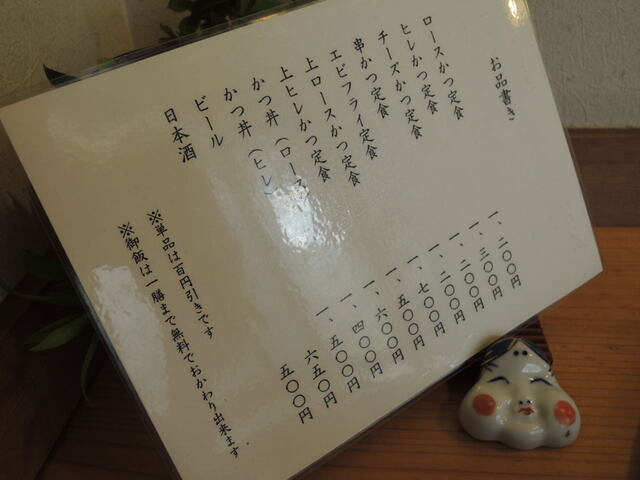 お品書き
ロースかつ定食 一、二〇〇円
ヒレかつ定食 一、三〇〇円
チーズかつ定食 一、二〇〇円
串かつ定食 一、二〇〇円
エビフライ定食 一、七〇〇円
上ロースかつ定食 一、五〇〇円
上ヒレかつ定食 一、六〇〇円
かつ丼（ロース） 一、四〇〇円
かつ丼（ヒレ） 一、五〇〇円
ビール 六五〇円
日本酒 五〇〇円
※単品は百円引きです
※御飯は一膳まで無料でおかわり出来ます。